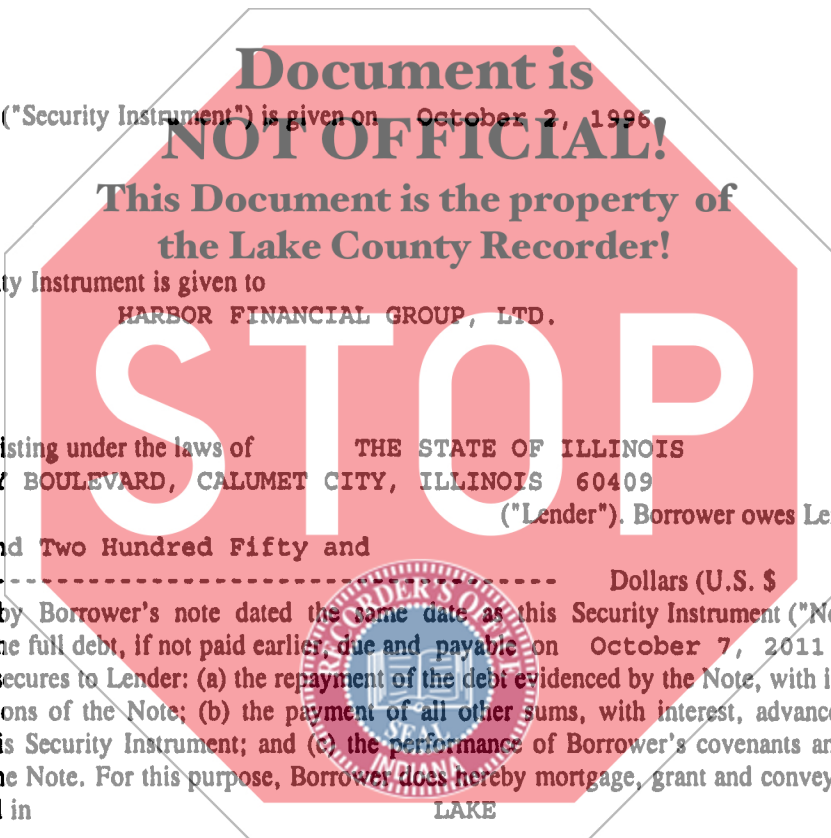 Document is
("Security Instrument") is given on October 2, 1996
NOT OFFICIAL!
This Document is the property of
the Lake County Recorder!
ty Instrument is given to
HARBOR FINANCIAL GROUP, LTD.
STOP
isting under the laws of THE STATE OF ILLINOIS
Y BOULEVARD, CALUMET CITY, ILLINOIS 60409
("Lender"). Borrower owes Le
nd Two Hundred Fifty and
Dollars (U.S. $
by Borrower's note dated the same date as this Security Instrument ("No
ne full debt, if not paid earlier, due and payable on October 7, 2011
secures to Lender: (a) the repayment of the debt evidenced by the Note, with i
ons of the Note; (b) the payment of all other sums, with interest, advance
is Security Instrument; and (c) the performance of Borrower's covenants an
ne Note. For this purpose, Borrower does hereby mortgage, grant and convey
l in LAKE
RECORDER'S OFFICE
SEAL
INDIANA